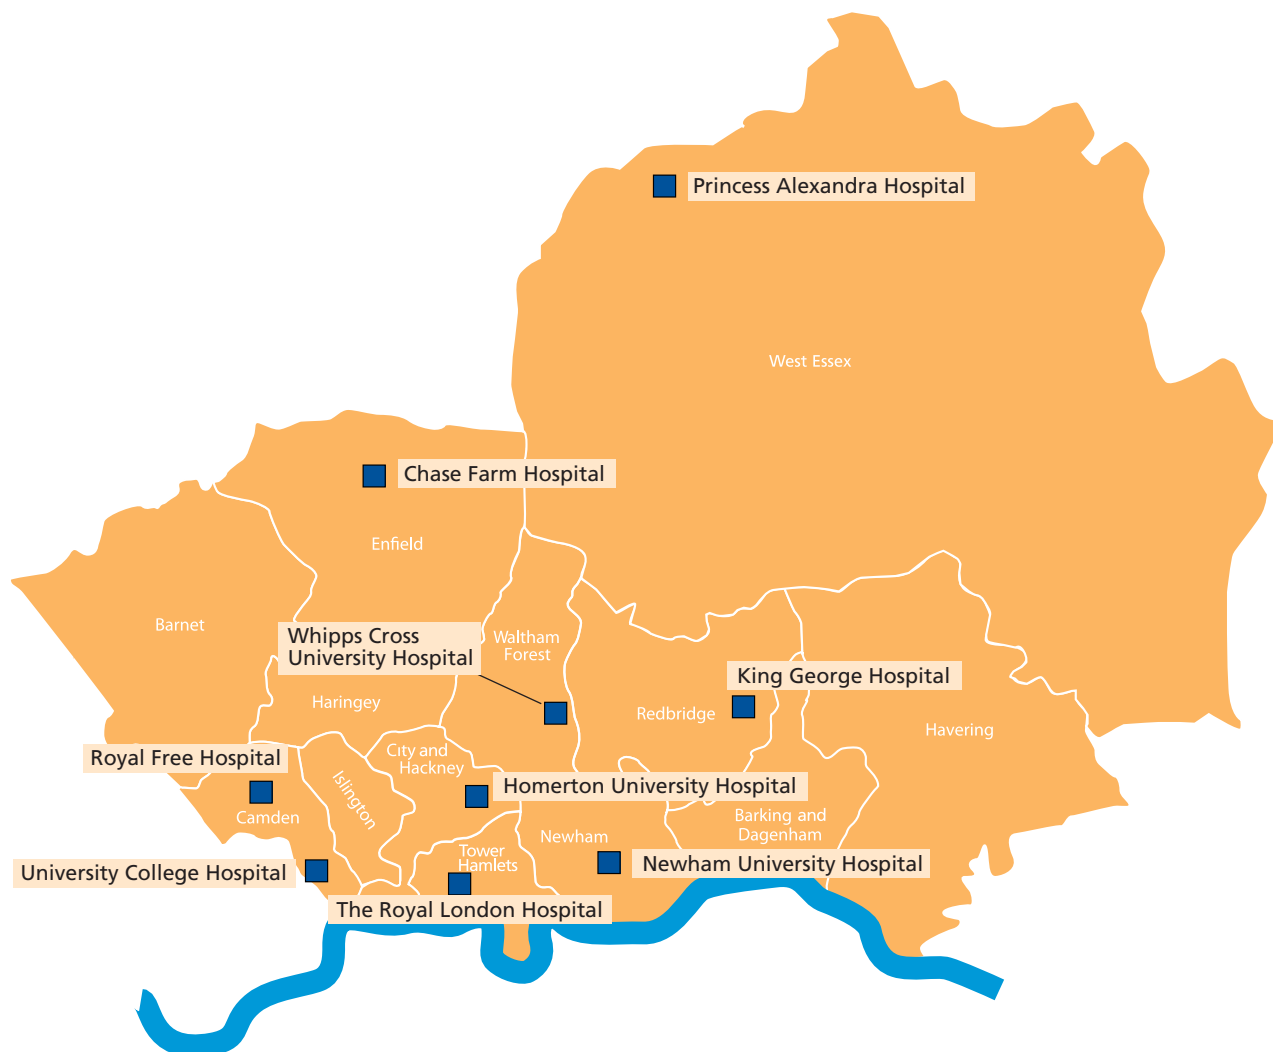 Princess Alexandra Hospital
West Essex
Chase Farm Hospital
Enfield
Barnet
Whipps Cross
University Hospital
Waltham
Forest
King George Hospital
Haringey
Redbridge
Havering
Royal Free Hospital
City and
Hackney
Islington
Homerton University Hospital
Camden
Barking and
Dagenham
Newham
Tower
Hamlets
University College Hospital
Newham University Hospital
The Royal London Hospital